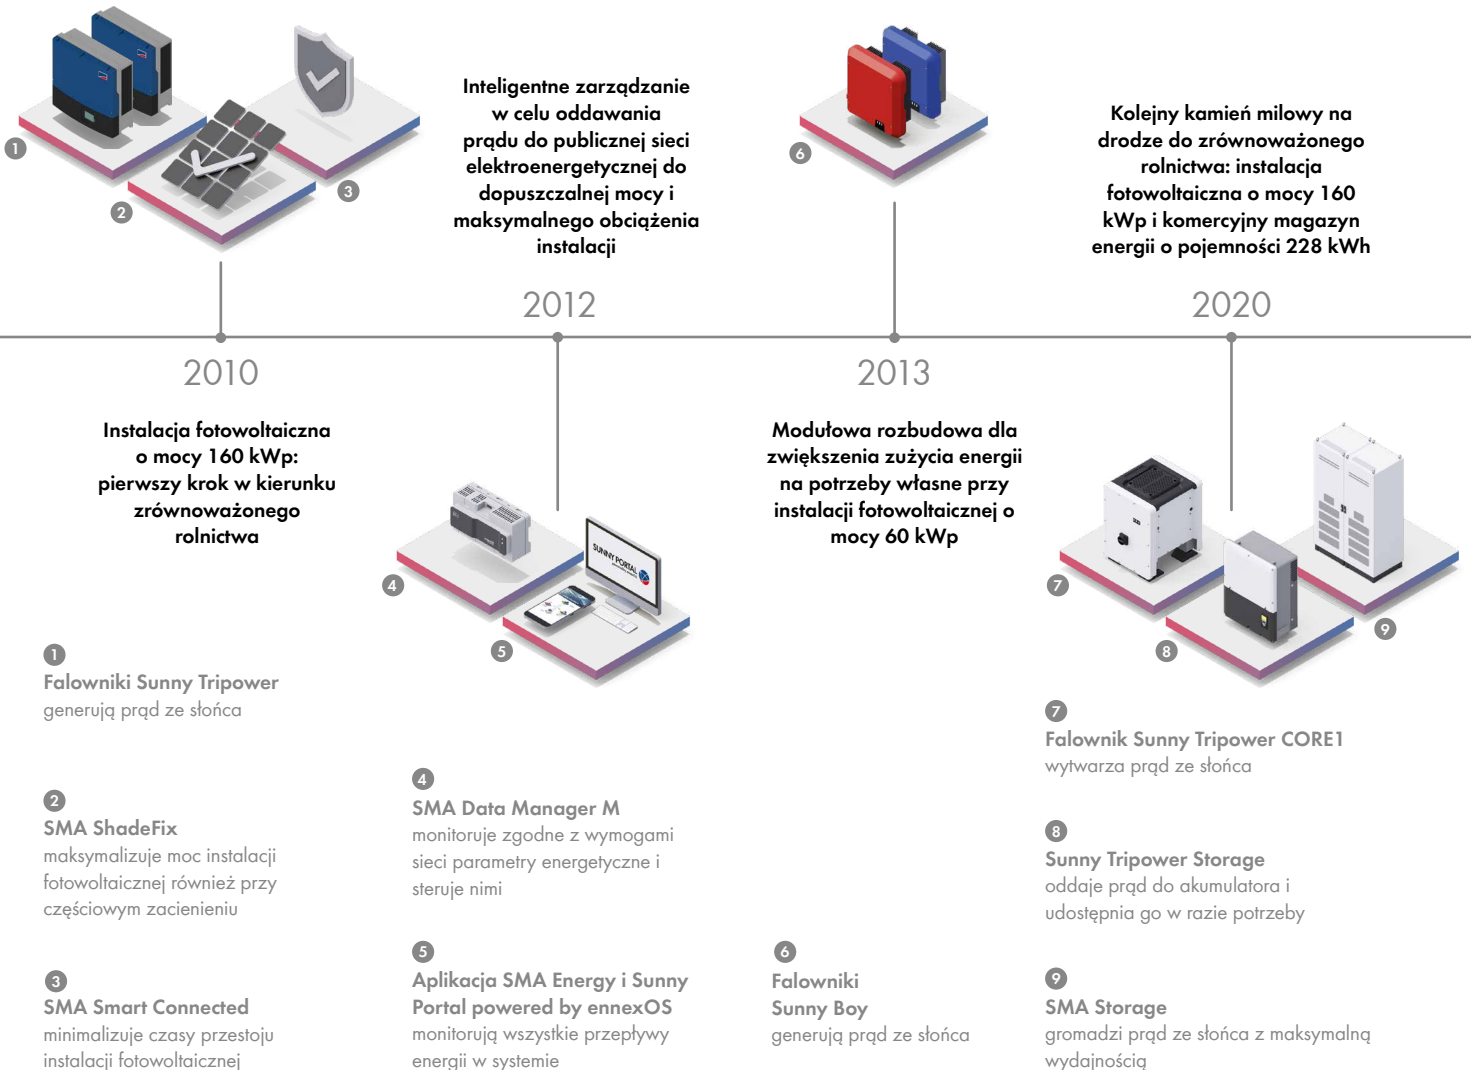 1
2
3
Inteligentne zarządzanie
w celu oddawania
prądu do publicznej sieci
elektroenergetycznej do
dopuszczalnej mocy i
maksymalnego obciążenia
instalacji
6
Kolejny kamień milowy na
drodze do zrównoważonego
rolnictwa: instalacja
fotowoltaiczna o mocy 160
kWp i komercyjny magazyn
energii o pojemności 228 kWh
2012
2020
2010
2013
Instalacja fotowoltaiczna
o mocy 160 kWp:
pierwszy krok w kierunku
zrównoważonego
rolnictwa
SUNNY PORTAL
4
5
Modułowa rozbudowa dla
zwiększenia zużycia energii
na potrzeby własne przy
instalacji fotowoltaicznej o
mocy 60 kWp
7
8
9
1
Falowniki Sunny Tripower
generują prąd ze słońca
2
SMA ShadeFix
maksymalizuje moc instalacji
fotowoltaicznej również przy
częściowym zacienieniu
3
SMA Smart Connected
minimalizuje czasy przestoju
instalacji fotowoltaicznej
4
SMA Data Manager M
monitoruje zgodne z wymogami
sieci parametry energetyczne i
steruje nimi
5
Aplikacja SMA Energy i Sunny
Portal powered by ennexOS
monitorują wszystkie przepływy
energii w systemie
6
Falowniki
Sunny Boy
generują prąd ze słońca
7
Falownik Sunny Tripower CORE1
wytwarza prąd ze słońca
8
Sunny Tripower Storage
oddaje prąd do akumulatora i
udostępnia go w razie potrzeby
9
SMA Storage
gromadzi prąd ze słońca z maksymalną
wydajnością